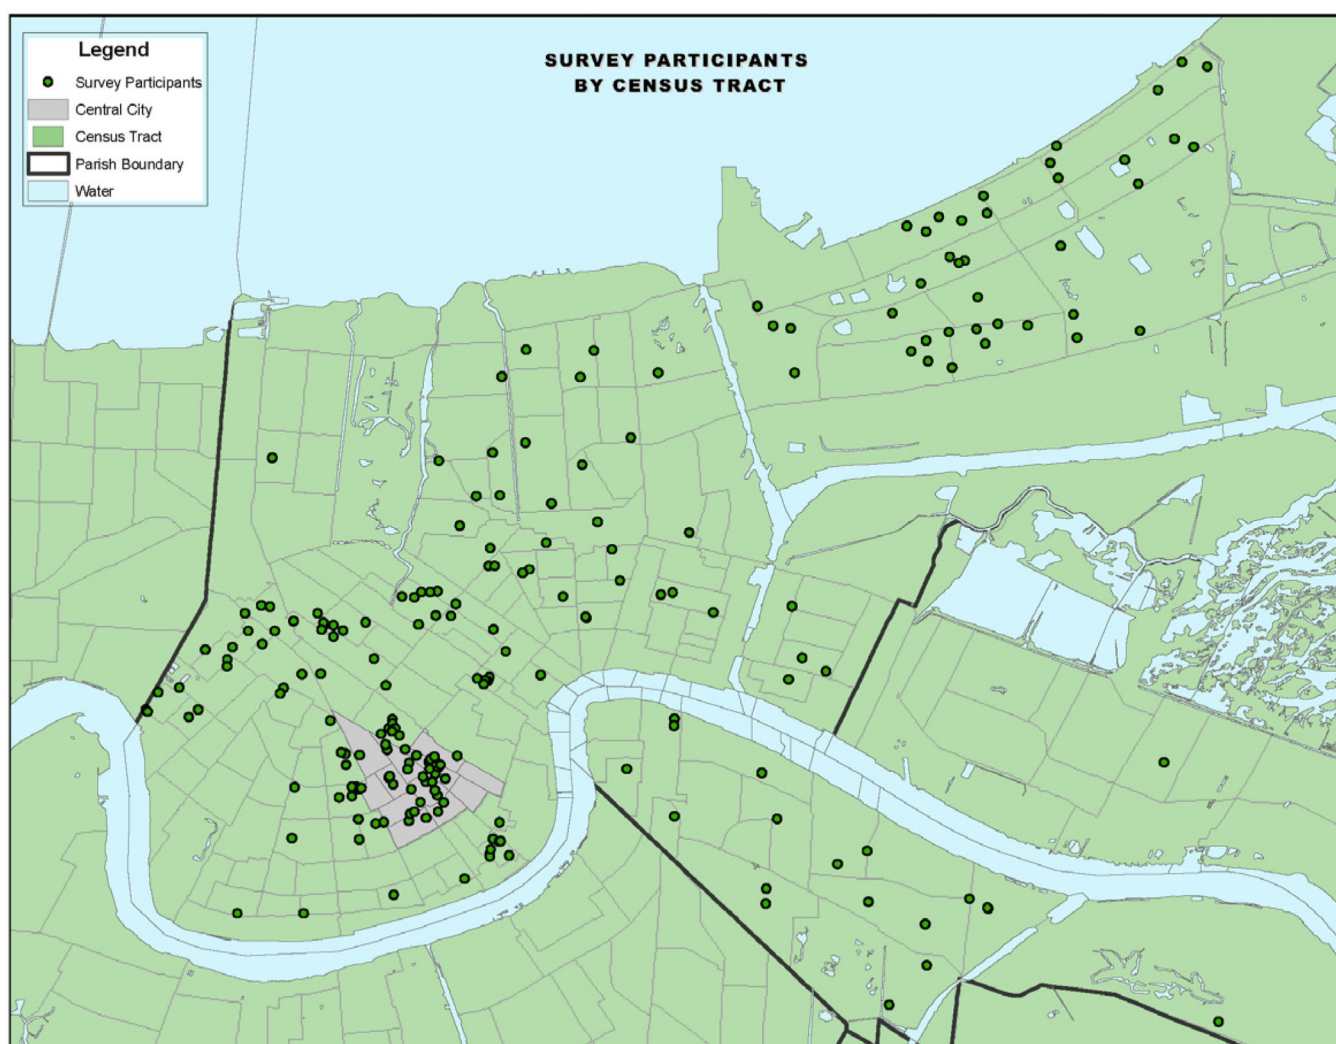 SURVEY PARTICIPANTS
BY CENSUS TRACT
Legend
Survey Participants
Central City
Census Tract
Parish Boundary
Water